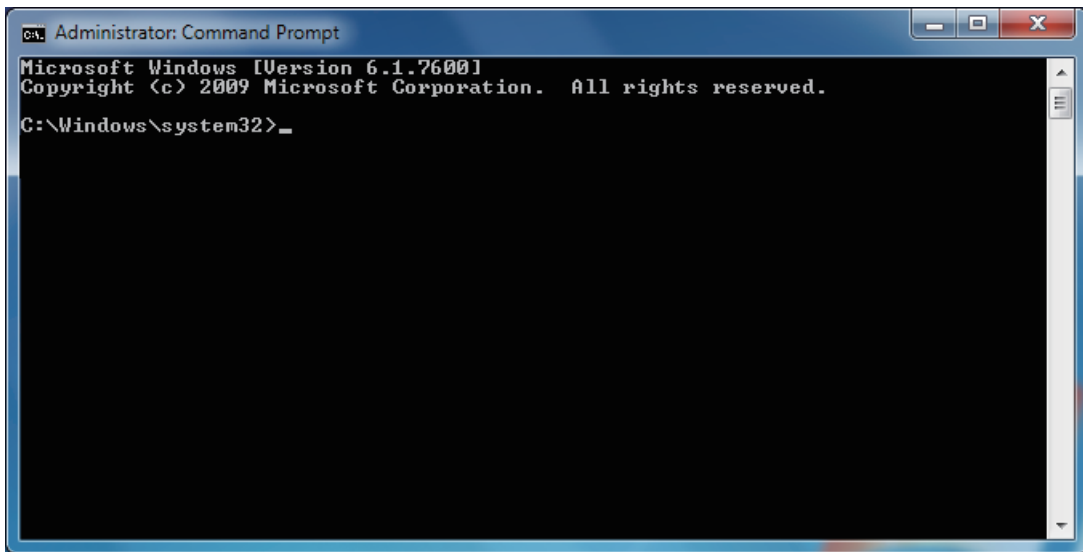 Administrator: Command Prompt
Microsoft Windows [Version 6.1.7600]
Copyright (c) 2009 Microsoft Corporation.  All rights reserved.
C:\Windows\system32>_